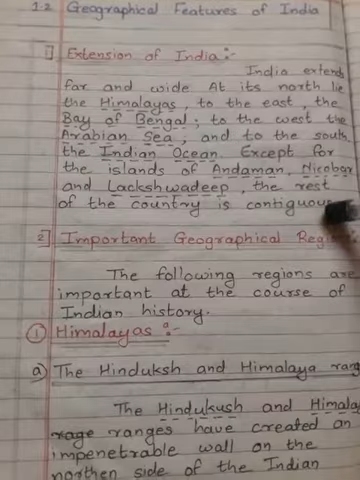 1.2 Geographical Features of India
1] Extension of India :-
India extends
far and wide At its north lie
the Himalayas, to the east, the
Bay of Bengal; to the west the
Arabian Sea, and to the south
the Indian Ocean. Except for
the islands of Andaman, Nicobar
and Lackshwadeep, the rest
of the country is contiguous
2] Important Geographical Regi
The following regions are
important at the course of
Indian history.
① Himalayas :-
a) The Hinduksh and Himalaya rang
The Hindukush and Himala
rage ranges have created an
impenetrable wall on the
northen side of the Indian